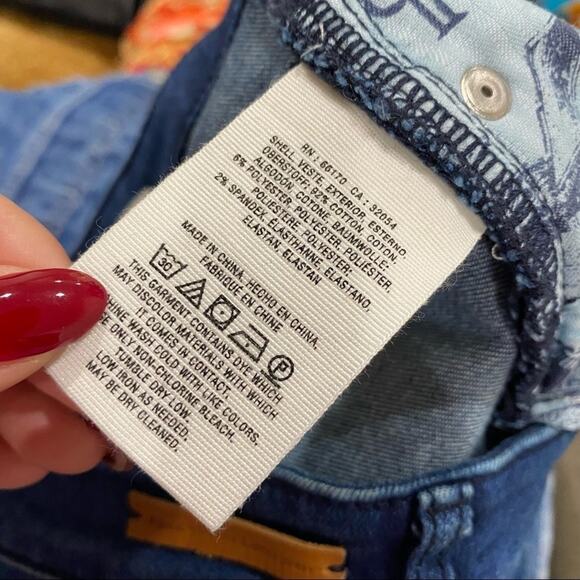 RN : 66170 CA : 32054
SHELL, VESTE, EXTERIOR, ESTERNO,
OBERSTOFF: 92% COTTON, COTON,
ALGODON, COTONE, BAUMWOLLE;
6% POLYESTER, POLYESTER,
POLIESTERE, POLIESTER, POLYESTER;
2% SPANDEX, ELASTHANNE, ELASTANO,
ELASTAN, ELASTAN
MADE IN CHINA, HECHO EN CHINA,
FABRIQUE EN CHINE
30 P
THIS GARMENT CONTAINS DYE WHICH
MAY DISCOLOR MATERIALS WITH WHICH
IT COMES IN CONTACT.
HINE WASH COLD WITH LIKE COLORS.
E ONLY NON-CHLORINE BLEACH.
TUMBLE DRY LOW.
LOW IRON AS NEEDED.
MAY BE DRY CLEANED.